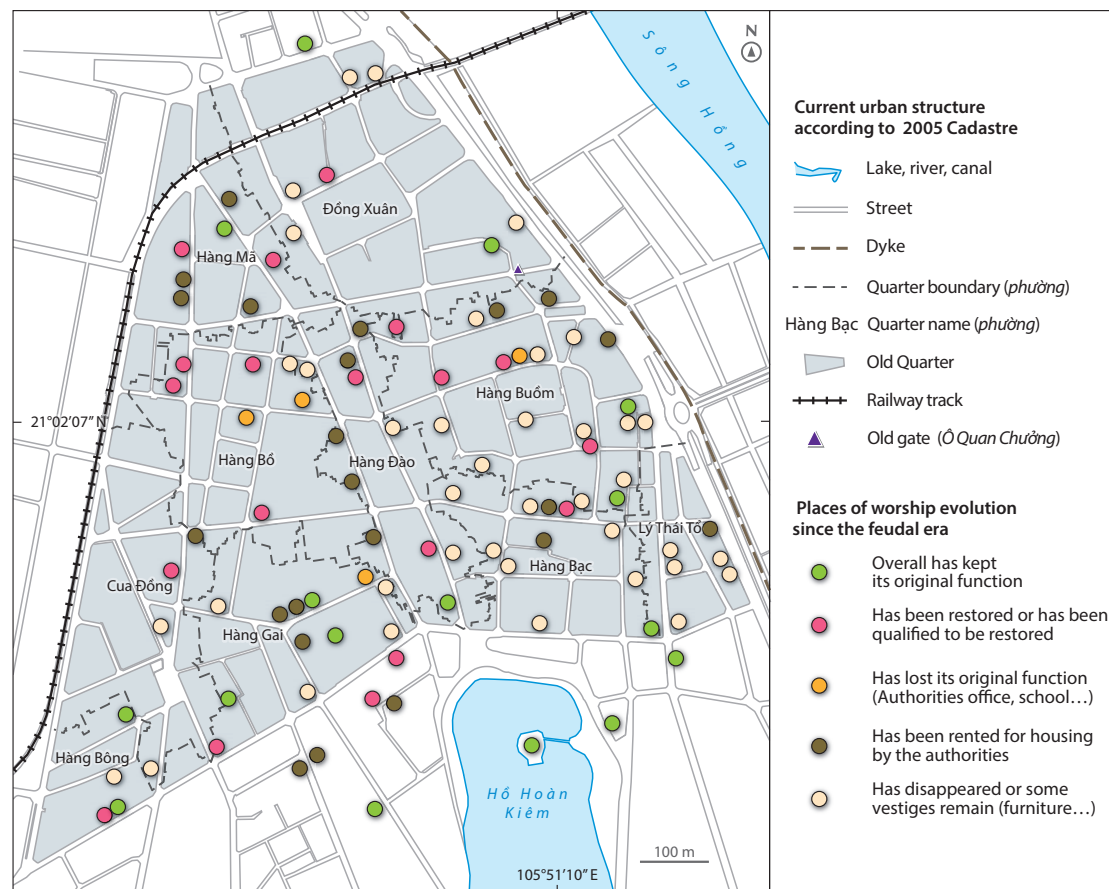 N
Sông Hồng
Đồng Xuân
Hàng Mã
Hàng Buồm
21°02'07'' N
Hàng Bồ
Hàng Đào
Lý Thái Tổ
Hàng Bạc
Cua Đồng
Hàng Gai
Hàng Bông
Hồ Hoàn
Kiêm
100 m
105°51'10'' E
Current urban structure
according to 2005 Cadastre
Lake, river, canal
Street
Dyke
Quarter boundary (phường)
Hàng Bạc Quarter name (phường)
Old Quarter
Railway track
Old gate (Ô Quan Chưởng)
Places of worship evolution
since the feudal era
Overall has kept
its original function
Has been restored or has been
qualified to be restored
Has lost its original function
(Authorities office, school…)
Has been rented for housing
by the authorities
Has disappeared or some
vestiges remain (furniture…)